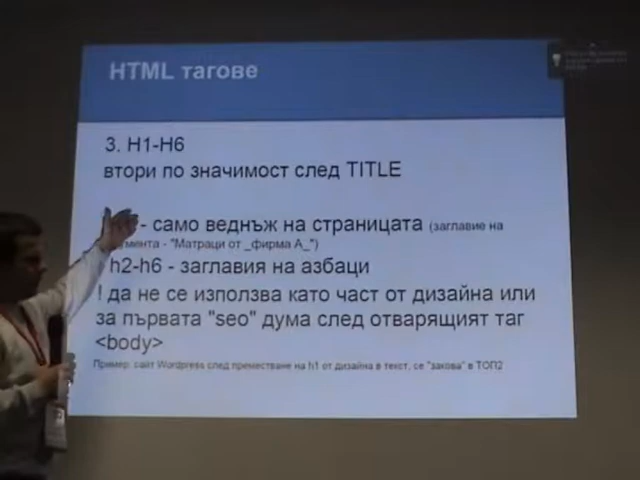 HTML тагове
3. H1-H6
втори по значимост след TITLE
- само веднъж на страницата (заглавие на
мента - "Матраци от _фирма А_")
h2-h6 - заглавия на азбаци
! да не се използва като част от дизайна или
за първата "seo" дума след отварящият таг
<body>
Пример: сайт Wordpress след преместване на h1 от дизайна в текст, се "закова" в ТОП2